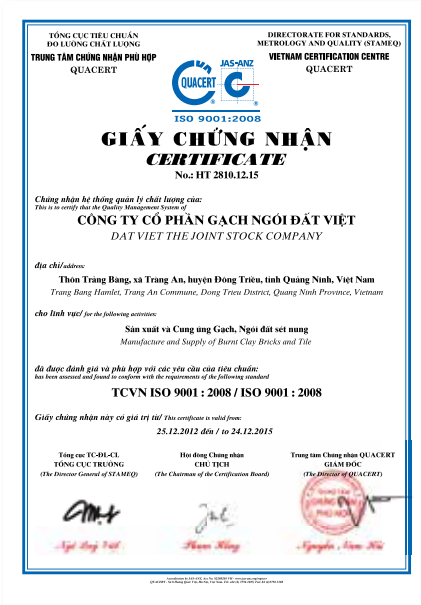 TỔNG CỤC TIÊU CHUẨN
ĐO LƯỜNG CHẤT LƯỢNG
TRUNG TÂM CHỨNG NHẬN PHÙ HỢP
QUACERT
DIRECTORATE FOR STANDARDS,
METROLOGY AND QUALITY (STAMEQ)
VIETNAM CERTIFICATION CENTRE
QUACERT
JAS-ANZ
QUACERT
ISO 9001:2008
GIẤY CHỨNG NHẬN
CERTIFICATE
No.: HT 2810.12.15
Chứng nhận hệ thống quản lý chất lượng của:
This is to certify that the Quality Management System of
CÔNG TY CỔ PHẦN GẠCH NGÓI ĐẤT VIỆT
DAT VIET THE JOINT STOCK COMPANY
địa chỉ/ address:
Thôn Tràng Bảng, xã Tràng An, huyện Đông Triều, tỉnh Quảng Ninh, Việt Nam
Trang Bang Hamlet, Trang An Commune, Dong Trieu District, Quang Ninh Province, Vietnam
cho lĩnh vực/ for the following activities:
Sản xuất và Cung ứng Gạch, Ngói đất sét nung
Manufacture and Supply of Burnt Clay Bricks and Tile
đã được đánh giá và phù hợp với các yêu cầu của tiêu chuẩn:
has been assessed and found to conform with the requirements of the following standard
TCVN ISO 9001 : 2008 / ISO 9001 : 2008
Giấy chứng nhận này có giá trị từ/ This certificate is valid from:
25.12.2012 đến / to 24.12.2015
Tổng cục TC-ĐL-CL
TỔNG CỤC TRƯỞNG
(The Director General of STAMEQ)
Hội đồng Chứng nhận
CHỦ TỊCH
(The Chairman of the Certification Board)
Trung tâm Chứng nhận QUACERT
GIÁM ĐỐC
(The Director of QUACERT)